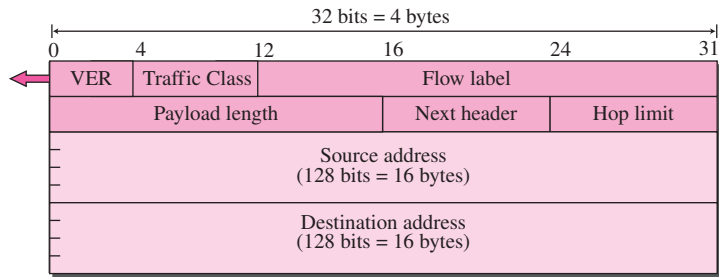 32 bits = 4 bytes
0 4 12 16 24 31
VER Traffic Class Flow label
Payload length Next header Hop limit
Source address
(128 bits = 16 bytes)
Destination address
(128 bits = 16 bytes)